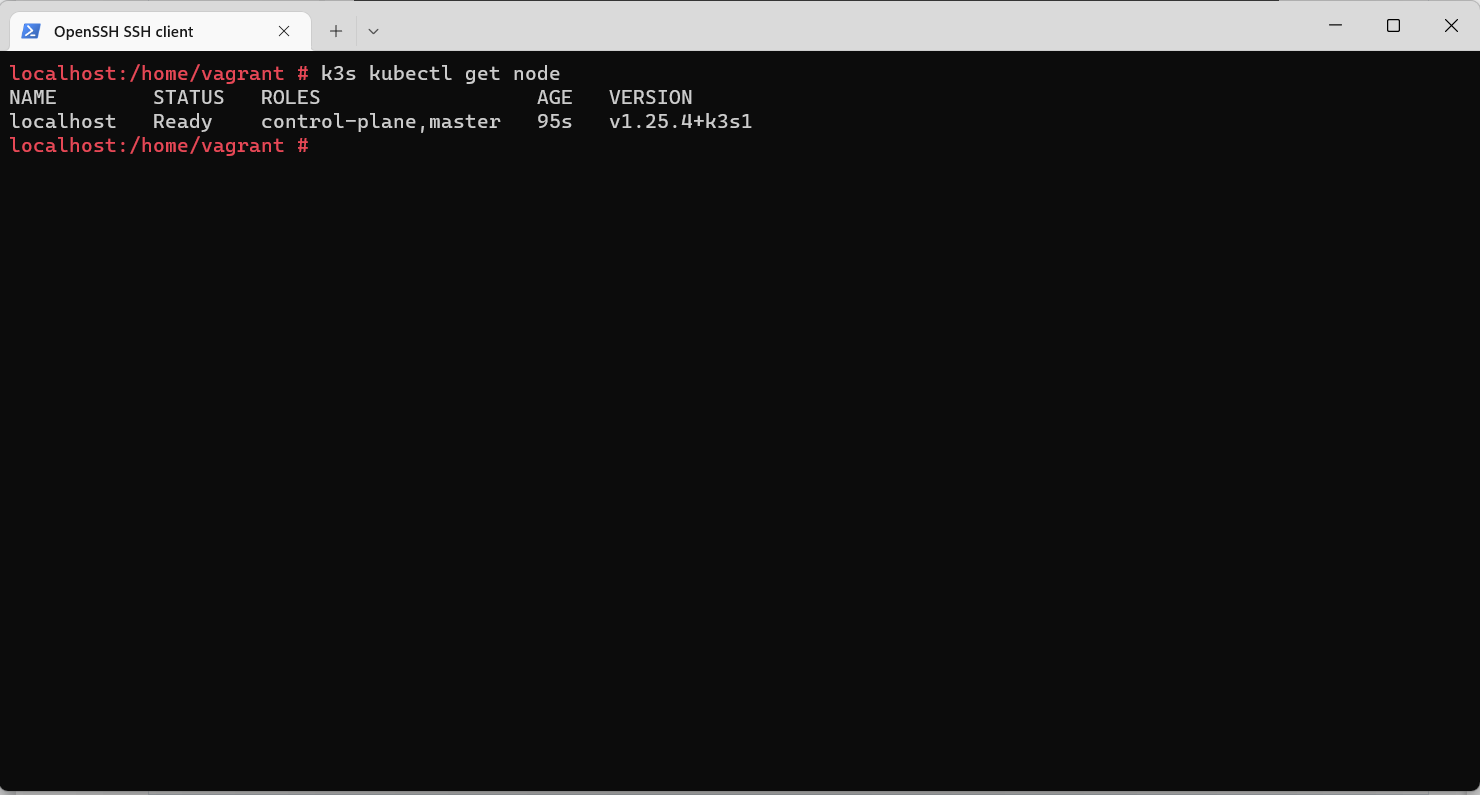 OpenSSH SSH client
localhost:/home/vagrant # k3s kubectl get node
NAME        STATUS   ROLES                  AGE   VERSION
localhost   Ready    control-plane,master   95s   v1.25.4+k3s1
localhost:/home/vagrant #